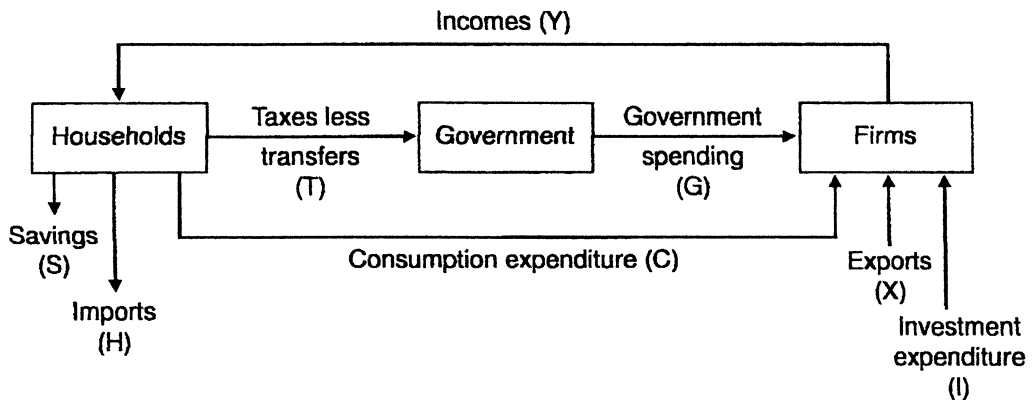 Incomes (Y)
Households
Taxes less
transfers
(T)
Government
Government
spending
(G)
Firms
Savings
(S)
Imports
(H)
Consumption expenditure (C)
Exports
(X)
Investment
expenditure
(I)